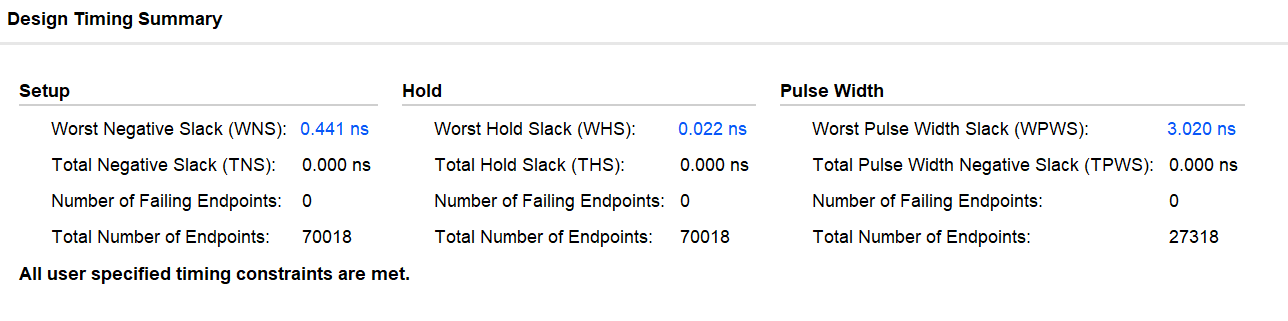 Design Timing Summary
Setup Hold Pulse Width
Worst Negative Slack (WNS): 0.441 ns Worst Hold Slack (WHS): 0.022 ns Worst Pulse Width Slack (WPWS): 3.020 ns
Total Negative Slack (TNS): 0.000 ns Total Hold Slack (THS): 0.000 ns Total Pulse Width Negative Slack (TPWS): 0.000 ns
Number of Failing Endpoints: 0 Number of Failing Endpoints: 0 Number of Failing Endpoints: 0
Total Number of Endpoints: 70018 Total Number of Endpoints: 70018 Total Number of Endpoints: 27318
All user specified timing constraints are met.